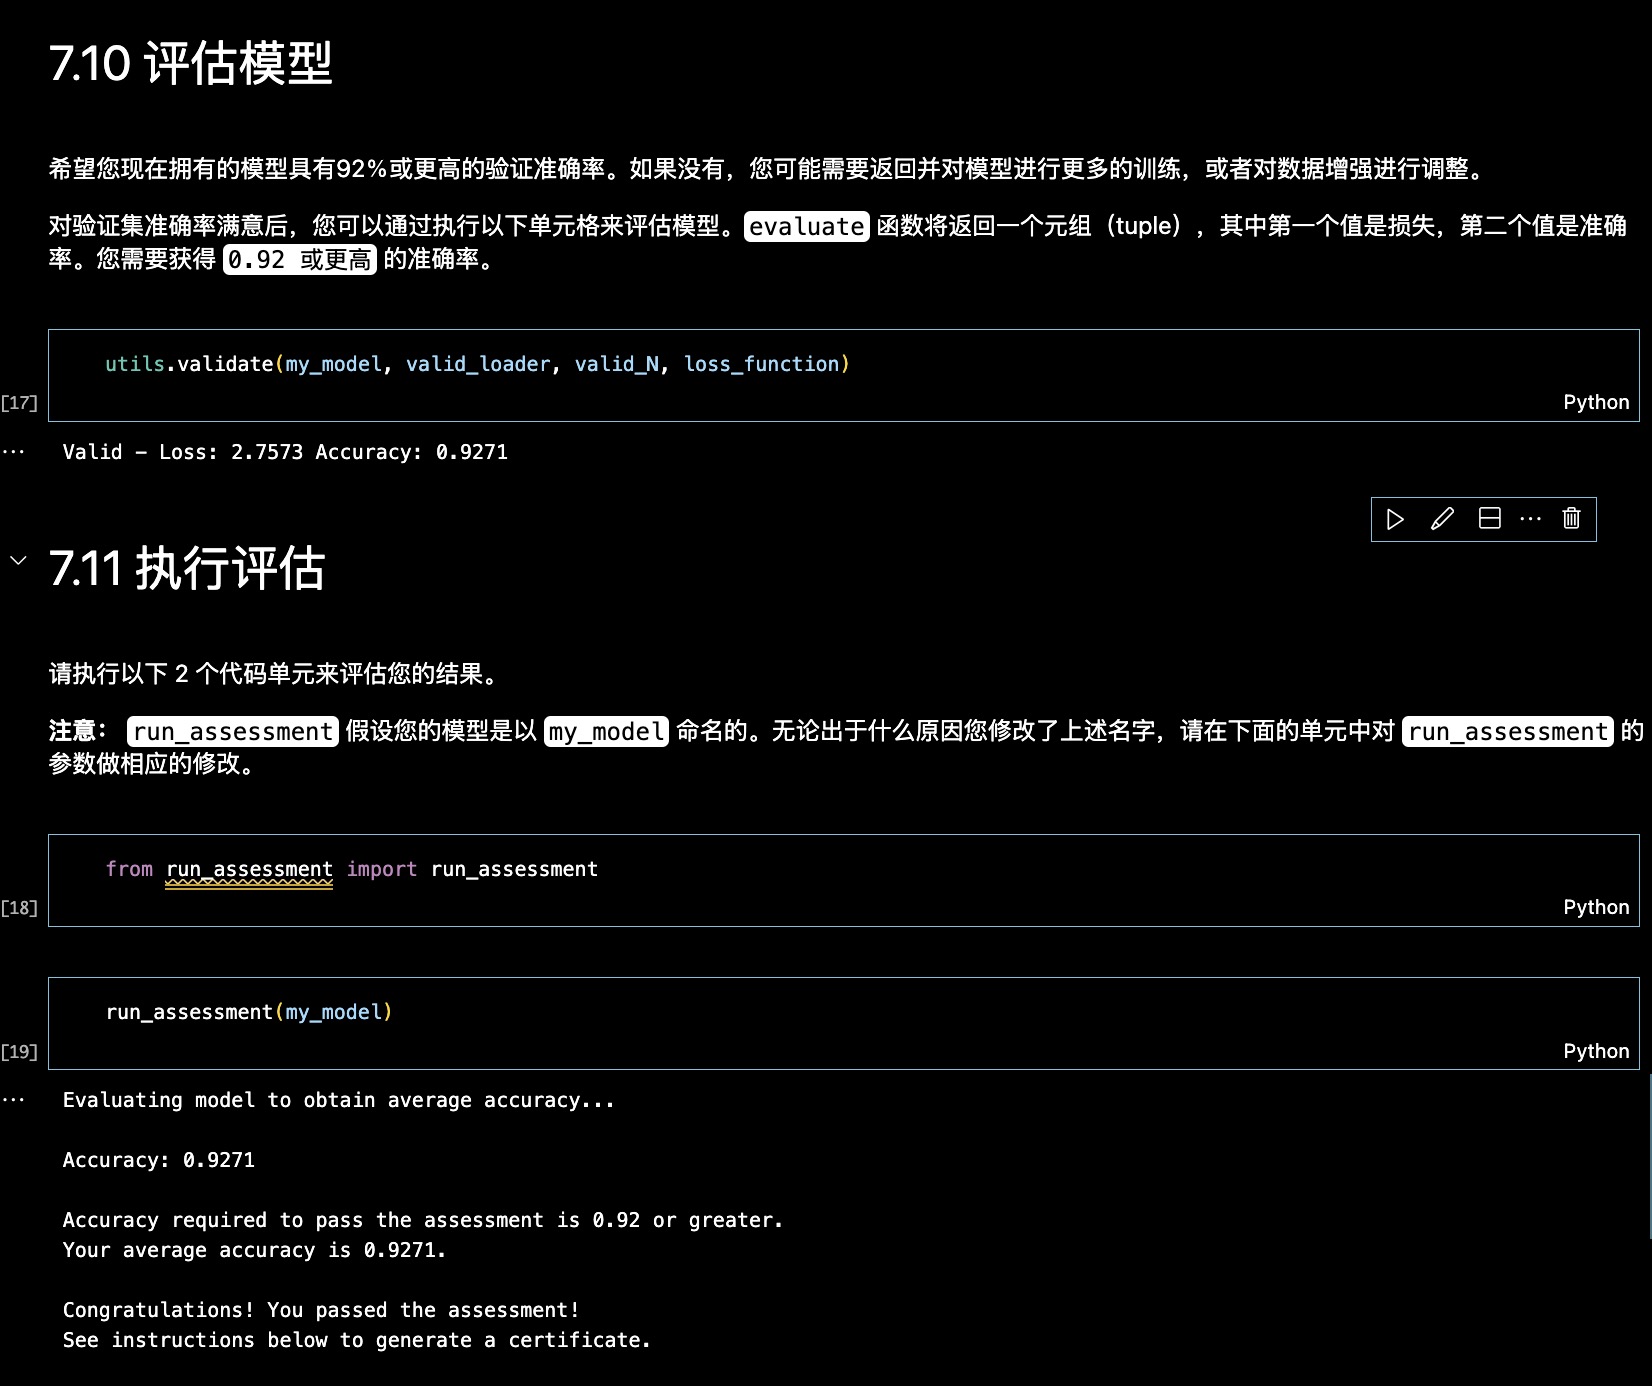 7.10 评估模型
希望您现在拥有的模型具有92%或更高的验证准确率。如果没有，您可能需要返回并对模型进行更多的训练，或者对数据增强进行调整。
对验证集准确率满意后，您可以通过执行以下单元格来评估模型。evaluate 函数将返回一个元组（tuple），其中第一个值是损失，第二个值是准确
率。您需要获得 0.92 或更高 的准确率。
utils.validate(my_model, valid_loader, valid_N, loss_function)
[17]
Python
... Valid - Loss: 2.7573 Accuracy: 0.9271
7.11 执行评估
请执行以下 2 个代码单元来评估您的结果。
注意： run_assessment 假设您的模型是以 my_model 命名的。无论出于什么原因您修改了上述名字，请在下面的单元中对 run_assessment 的
参数做相应的修改。
from run_assessment import run_assessment
[18]
Python
run_assessment(my_model)
[19]
Python
... Evaluating model to obtain average accuracy...
Accuracy: 0.9271
Accuracy required to pass the assessment is 0.92 or greater.
Your average accuracy is 0.9271.
Congratulations! You passed the assessment!
See instructions below to generate a certificate.